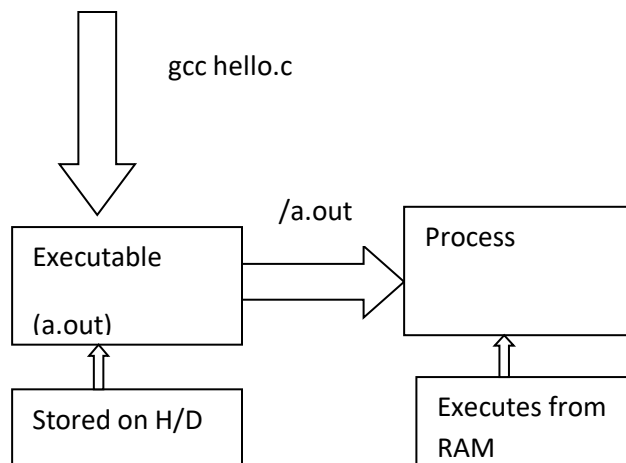 gcc hello.c
/a.out
Executable
(a.out)
Process
Stored on H/D
Executes from
RAM